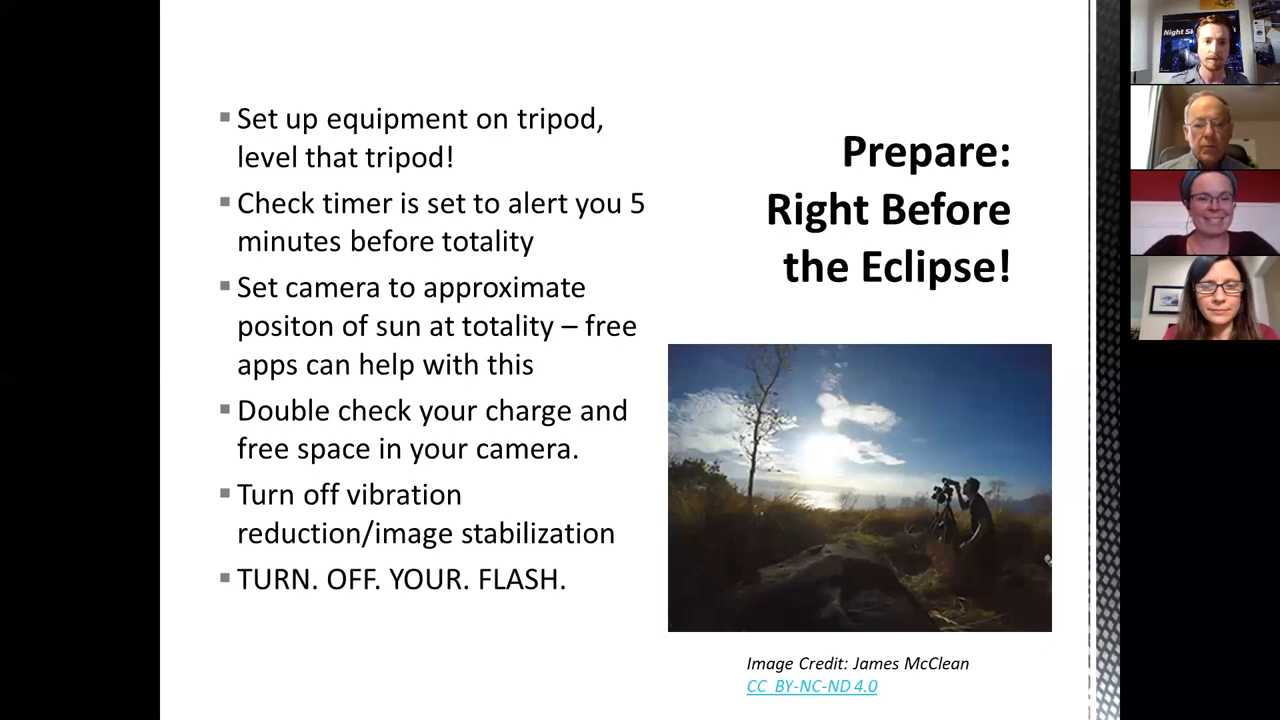 Set up equipment on tripod,
level that tripod!
Check timer is set to alert you 5
minutes before totality
Set camera to approximate
positon of sun at totality – free
apps can help with this
Double check your charge and
free space in your camera.
Turn off vibration
reduction/image stabilization
TURN. OFF. YOUR. FLASH.
Prepare:
Right Before
the Eclipse!
Image Credit: James McClean
CC BY-NC-ND 4.0
Night